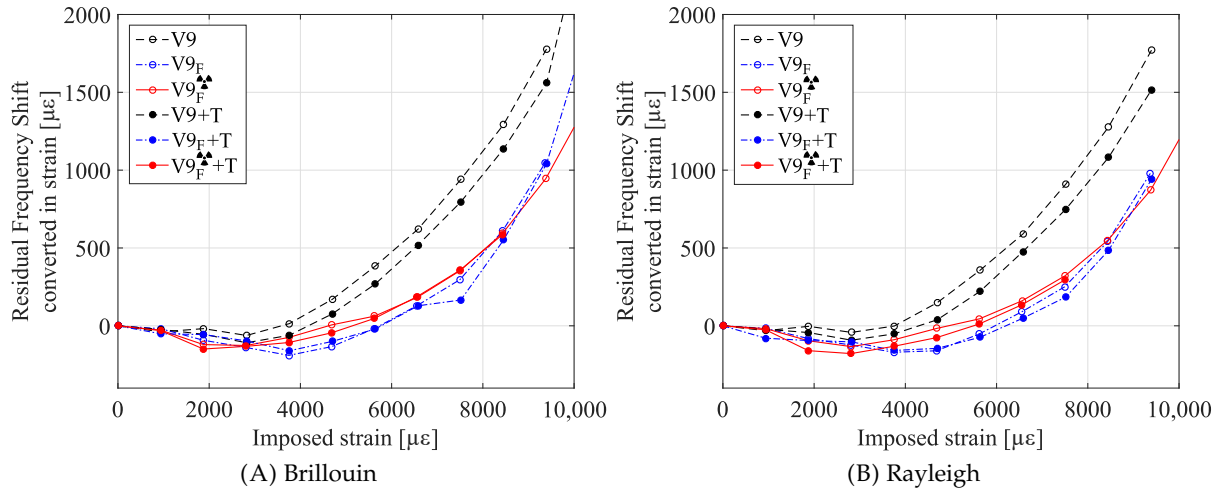 2000
1500
1000
500
0
Residual Frequency Shift
converted in strain [µε]
V9
V9F
V9F♣♣♣
V9+T
V9F+T
V9F♣♣♣+T
0 2000 4000 6000 8000 10,000
Imposed strain [µε]
(A) Brillouin
2000
1500
1000
500
0
Residual Frequency Shift
converted in strain [µε]
V9
V9F
V9F♣♣♣
V9+T
V9F+T
V9F♣♣♣+T
0 2000 4000 6000 8000 10,000
Imposed strain [µε]
(B) Rayleigh